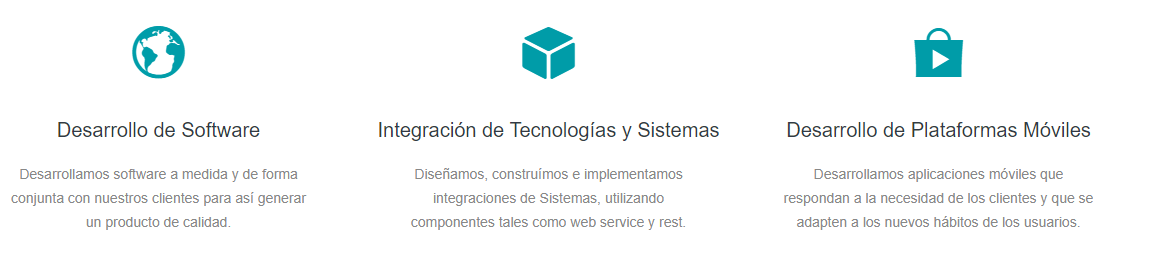 Desarrollo de Software
Desarrollamos software a medida y de forma
conjunta con nuestros clientes para así generar
un producto de calidad.
Integración de Tecnologías y Sistemas
Diseñamos, construímos e implementamos
integraciones de Sistemas, utilizando
componentes tales como web service y rest.
Desarrollo de Plataformas Móviles
Desarrollamos aplicaciones móviles que
respondan a la necesidad de los clientes y que se
adapten a los nuevos hábitos de los usuarios.